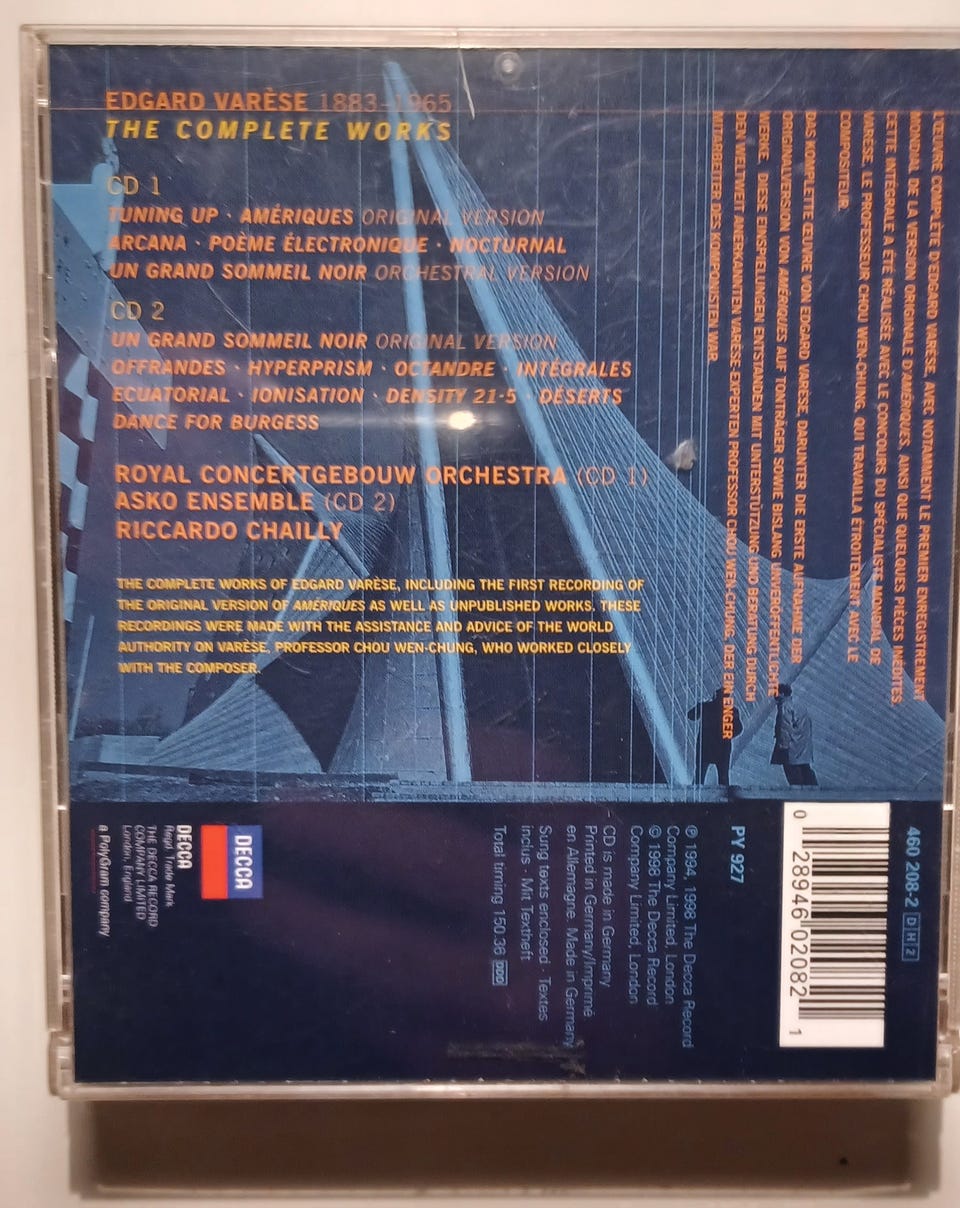 EDGARD VARÈSE 1883–1965
THE COMPLETE WORKS
CD 1
TUNING UP · AMÉRIQUES ORIGINAL VERSION
ARCANA · POÈME ÉLECTRONIQUE · NOCTURNAL
UN GRAND SOMMEIL NOIR ORCHESTRAL VERSION
CD 2
UN GRAND SOMMEIL NOIR ORIGINAL VERSION
OFFRANDES · HYPERPRISM · OCTANDRE · INTÉGRALES
ECUATORIAL · IONISATION · DENSITY 21·5 · DÉSERTS
DANCE FOR BURGESS
ROYAL CONCERTGEBOUW ORCHESTRA (CD 1)
ASKO ENSEMBLE (CD 2)
RICCARDO CHAILLY
THE COMPLETE WORKS OF EDGARD VARÈSE, INCLUDING THE FIRST RECORDING OF
THE ORIGINAL VERSION OF AMÉRIQUES AS WELL AS UNPUBLISHED WORKS. THESE
RECORDINGS WERE MADE WITH THE ASSISTANCE AND ADVICE OF THE WORLD
AUTHORITY ON VARÈSE, PROFESSOR CHOU WEN-CHUNG, WHO WORKED CLOSELY
WITH THE COMPOSER.
L'ŒUVRE COMPLÈTE D'EDGARD VARÈSE, AVEC NOTAMMENT LE PREMIER ENREGISTREMENT
MONDIAL DE LA VERSION ORIGINALE D'AMÉRIQUES, AINSI QUE QUELQUES PIÈCES INÉDITES.
CETTE INTÉGRALE A ÉTÉ RÉALISÉE AVEC LE CONCOURS DU SPÉCIALISTE MONDIAL DE
VARÈSE, LE PROFESSEUR CHOU WEN-CHUNG, QUI TRAVAILLA ÉTROITEMENT AVEC LE
COMPOSITEUR.
DAS KOMPLETTE ŒUVRE VON EDGARD VARÈSE, DARUNTER DIE ERSTE AUFNAHME DER
ORIGINALVERSION VON AMÉRIQUES AUF TONTRÄGER SOWIE BISLANG UNVERÖFFENTLICHTE
WERKE. DIESE EINSPIELUNGEN ENTSTANDEN MIT UNTERSTÜTZUNG UND BERATUNG DURCH
DEN WELTWEIT ANERKANNTEN VARÈSE-EXPERTEN PROFESSOR CHOU WEN-CHUNG, DER EIN ENGER
MITARBEITER DES KOMPONISTEN WAR.
460 208-2 DH2
0 28946 02082 1
PY 927
℗ 1994, 1998 The Decca Record
Company Limited, London
© 1998 The Decca Record
Company Limited, London
CD is made in Germany
Printed in Germany/Imprimé
en Allemagne. Made in Germany
Sung texts enclosed · Textes
inclus · Mit Textheft
Total timing 150.36 DDD
DECCA
DECCA
Regd. Trade Mark
THE DECCA RECORD
COMPANY LIMITED
London, England
a PolyGram company